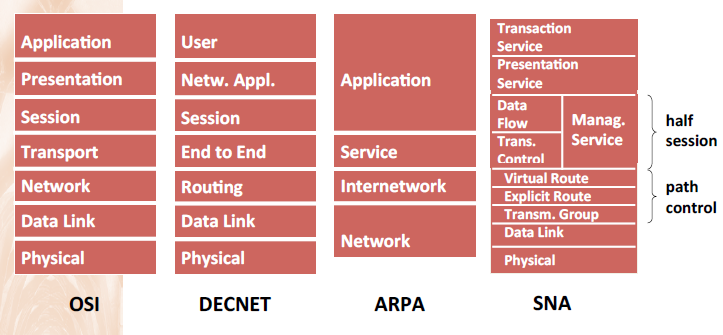 Application
Presentation
Session
Transport
Network
Data Link
Physical
OSI
User
Netw. Appl.
Session
End to End
Routing
Data Link
Physical
DECNET
Application
Service
Internetwork
Network
ARPA
Transaction
Service
Presentation
Service
Data
Flow
Trans.
Control
Manag.
Service
Virtual Route
Explicit Route
Transm. Group
Data Link
Physical
SNA
half
session
path
control